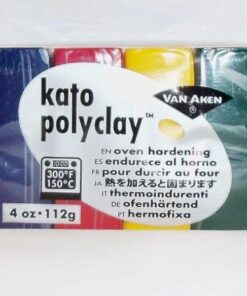 kato
polyclay™
VAN AKEN
EN oven hardening
ES endurece al horno
FR pour durcir au four
JA 熱を加えると固まります
IT thermoindurenti
DE ofenhärtend
PT hermofixa
300°F
150°C
4 oz • 112g